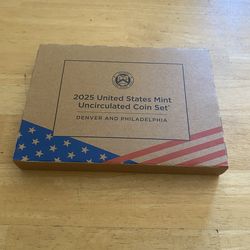 2025 United States Mint
Uncirculated Coin Set®
DENVER AND PHILADELPHIA